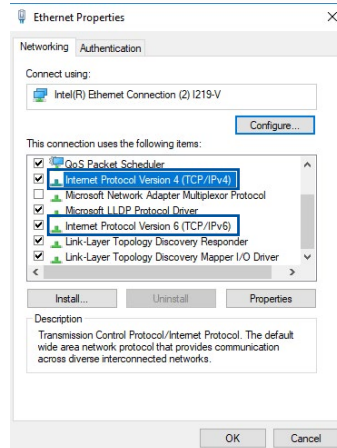 Ethernet Properties
Networking Authentication
Connect using:
Intel(R) Ethernet Connection (2) I219-V
Configure...
This connection uses the following items:
QoS Packet Scheduler
Internet Protocol Version 4 (TCP/IPv4)
Microsoft Network Adapter Multiplexor Protocol
Microsoft LLDP Protocol Driver
Internet Protocol Version 6 (TCP/IPv6)
Link-Layer Topology Discovery Responder
Link-Layer Topology Discovery Mapper I/O Driver
Install... Uninstall Properties
Description
Transmission Control Protocol/Internet Protocol. The default
wide area network protocol that provides communication
across diverse interconnected networks.
OK Cancel